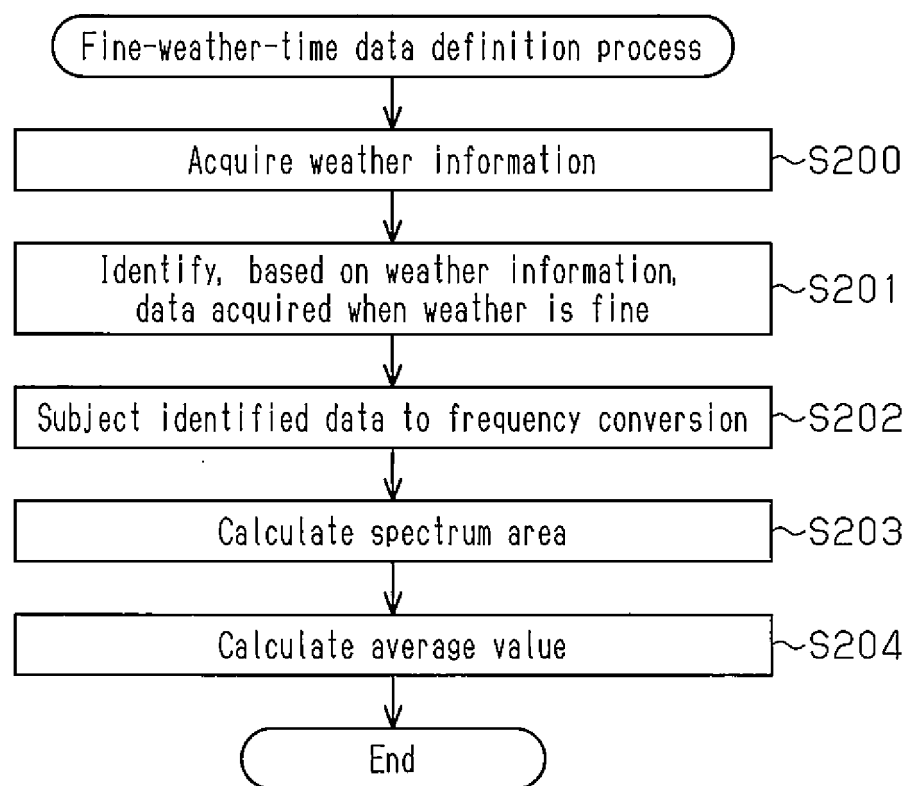 Fine-weather-time data definition process
Acquire weather information
S200
Identify, based on weather information,
data acquired when weather is fine
S201
Subject identified data to frequency conversion
S202
Calculate spectrum area
S203
Calculate average value
S204
End